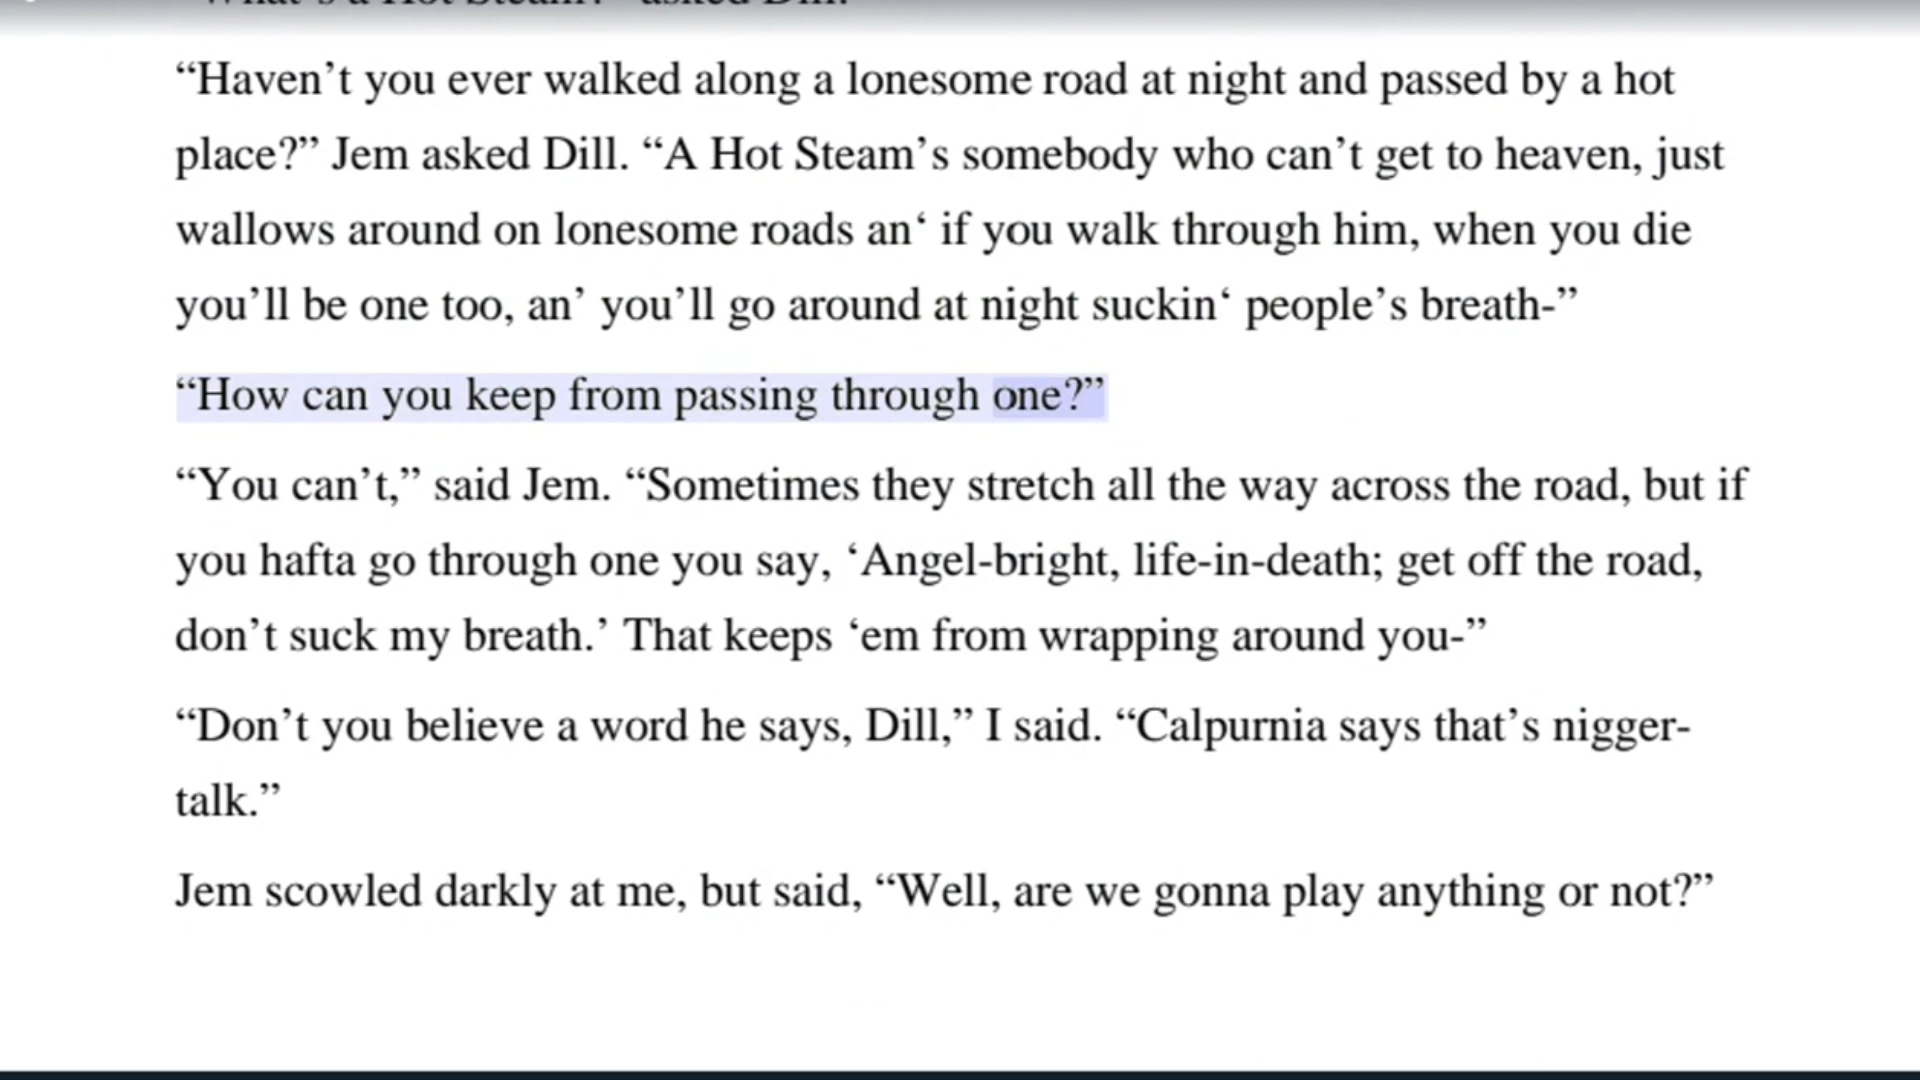 "What's a Hot Steam?" asked Dill.
“Haven’t you ever walked along a lonesome road at night and passed by a hot
place?” Jem asked Dill. “A Hot Steam’s somebody who can’t get to heaven, just
wallows around on lonesome roads an‘ if you walk through him, when you die
you’ll be one too, an’ you’ll go around at night suckin‘ people’s breath-”
“How can you keep from passing through one?”
“You can’t,” said Jem. “Sometimes they stretch all the way across the road, but if
you hafta go through one you say, ‘Angel-bright, life-in-death; get off the road,
don’t suck my breath.’ That keeps ‘em from wrapping around you-”
“Don’t you believe a word he says, Dill,” I said. “Calpurnia says that’s nigger-
talk.”
Jem scowled darkly at me, but said, “Well, are we gonna play anything or not?”